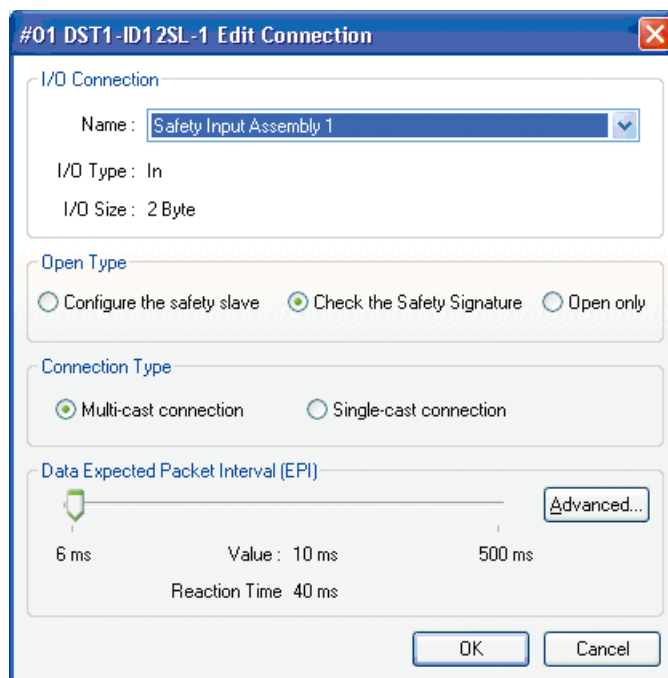 #01 DST1-ID12SL-1 Edit Connection
I/O Connection
Name : Safety Input Assembly 1
I/O Type : In
I/O Size : 2 Byte
Open Type
Configure the safety slave Check the Safety Signature Open only
Connection Type
Multi-cast connection Single-cast connection
Data Expected Packet Interval (EPI)
Advanced...
6 ms Value : 10 ms 500 ms
Reaction Time 40 ms
OK Cancel